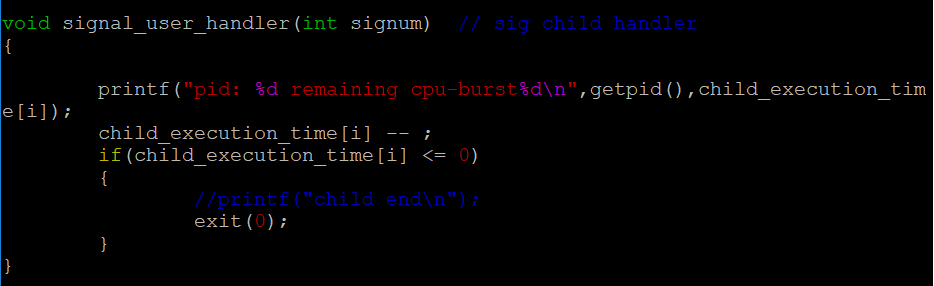 void signal_user_handler(int signum)  // sig child handler
{
        printf("pid: %d remaining cpu-burst%d\n",getpid(),child_execution_tim
e[i]);
        child_execution_time[i] -- ;
        if(child_execution_time[i] <= 0)
        {
                //printf("child end\n");
                exit(0);
        }
}